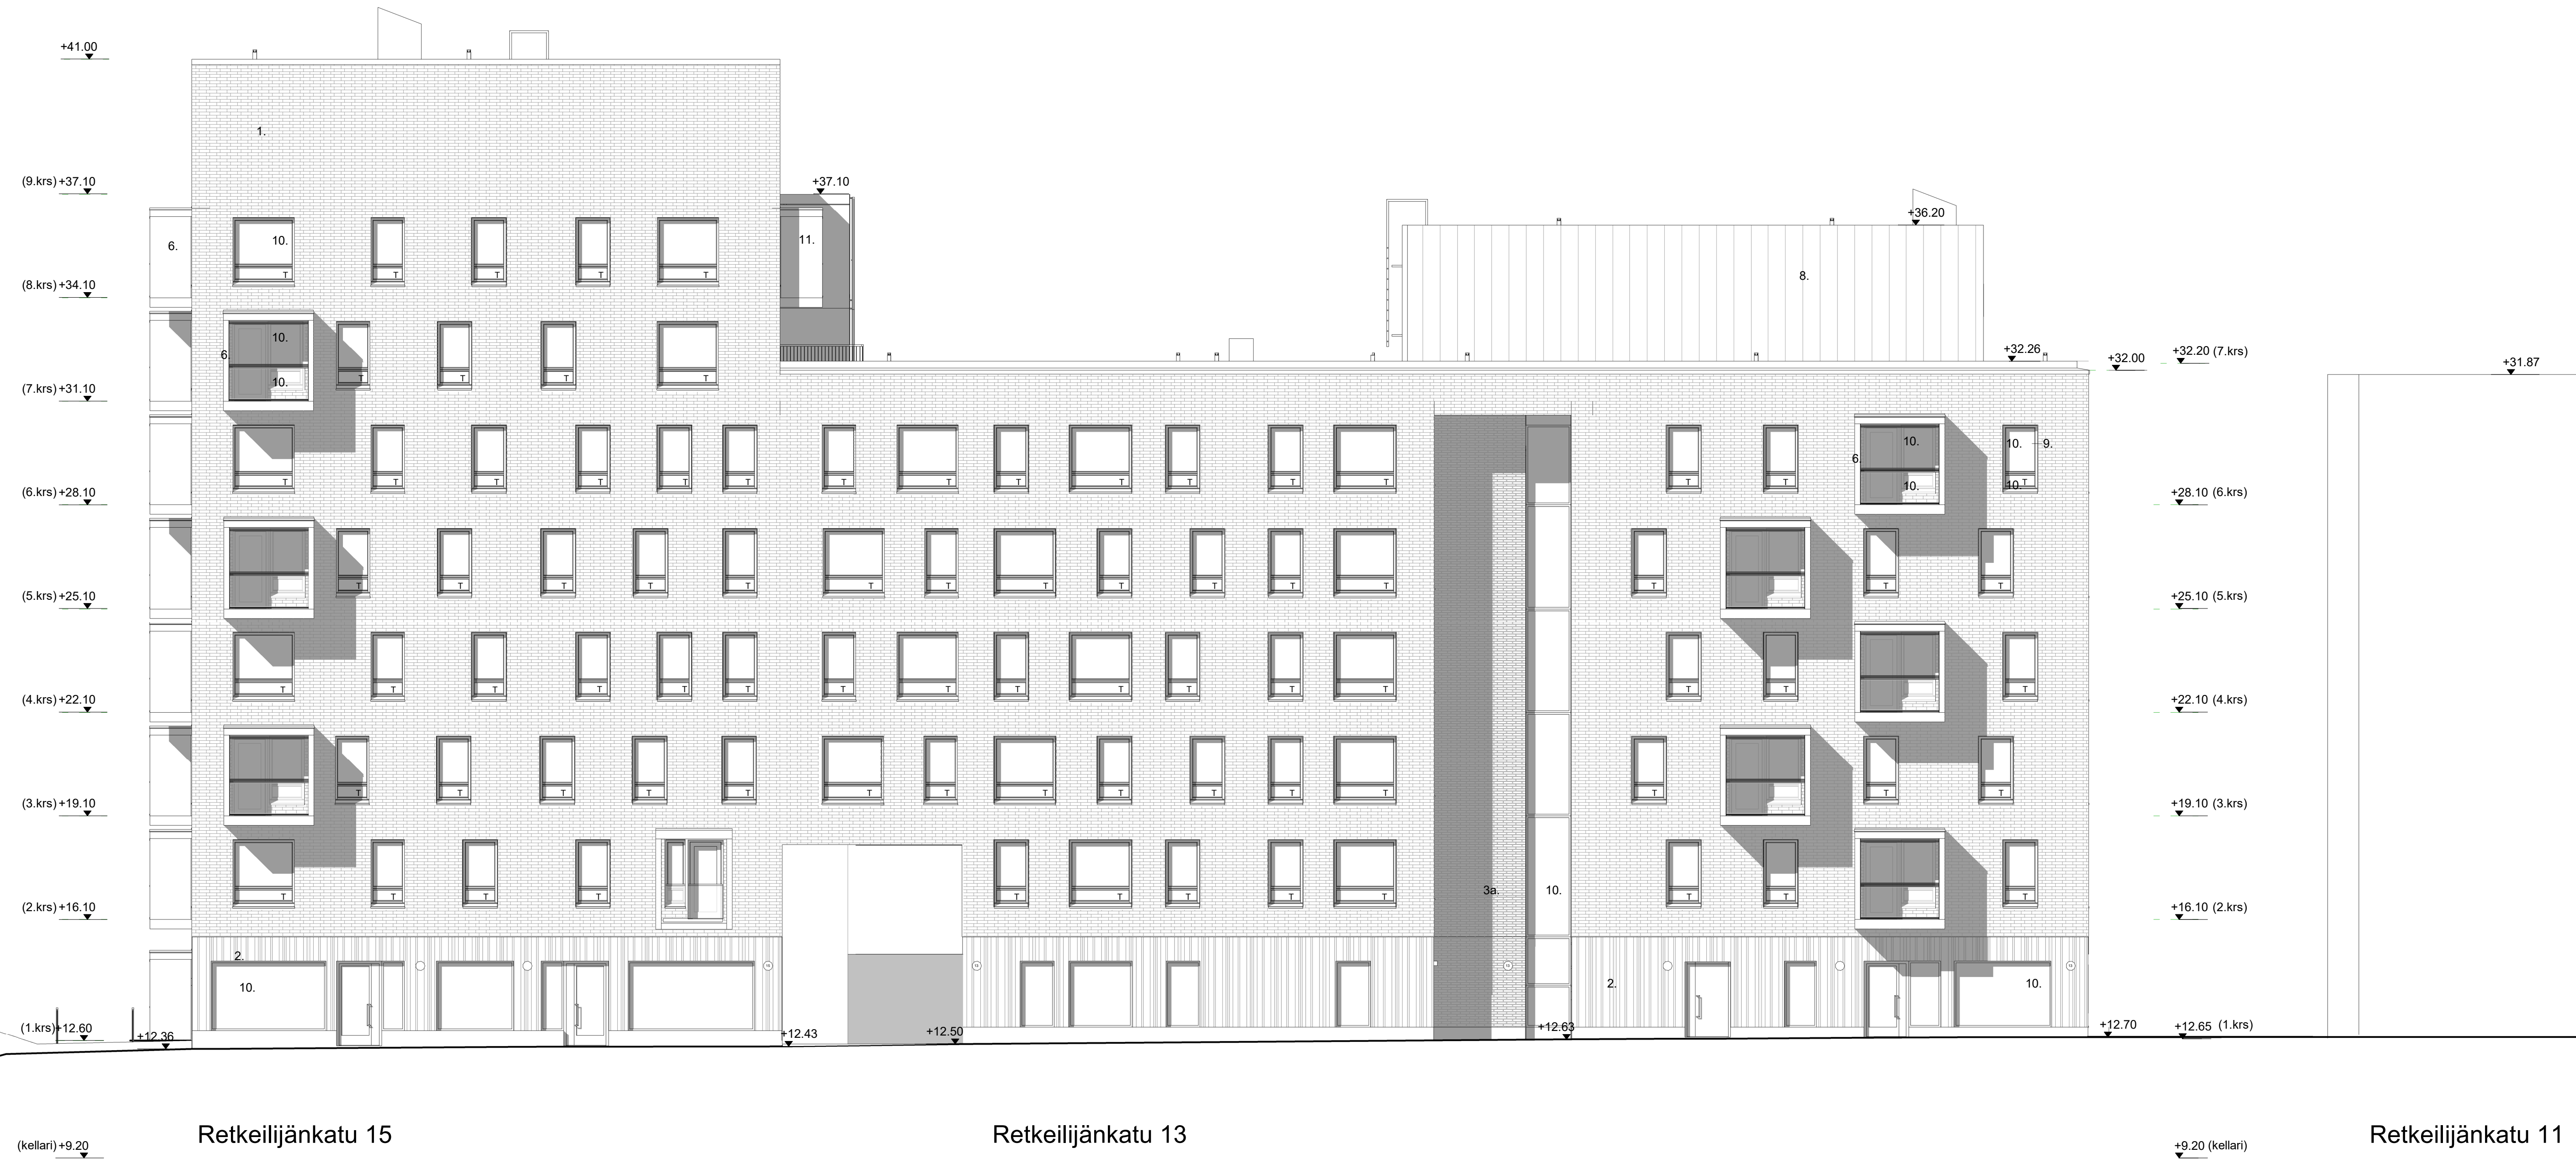 +41.00
1.
(9.krs) +37.10
+37.10
+36.20
6. 10. 11.
8.
T T T T T
(8.krs) +34.10
10.
6.
+32.26 +32.00 +32.20 (7.krs)
+31.87
10.
T T T T
(7.krs) +31.10
10. 10. 9.
6.
T T T T T T T T T T T T T T T 10. 10. T
(6.krs) +28.10
+28.10 (6.krs)
T T T T T T T T T T T T T T T
(5.krs) +25.10
+25.10 (5.krs)
T T T T T T T T T T T T T T T T
(4.krs) +22.10
+22.10 (4.krs)
T T T T T T T T T T T T T T T
(3.krs) +19.10
+19.10 (3.krs)
3a. 10.
T T T T T T T T T T T T
(2.krs) +16.10
+16.10 (2.krs)
2.
10. 2. 10.
(1.krs) +12.60 +12.36 +12.43 +12.50 +12.63 +12.70 +12.65 (1.krs)
Retkeilijänkatu 15 Retkeilijänkatu 13 Retkeilijänkatu 11
(kellari) +9.20
+9.20 (kellari)